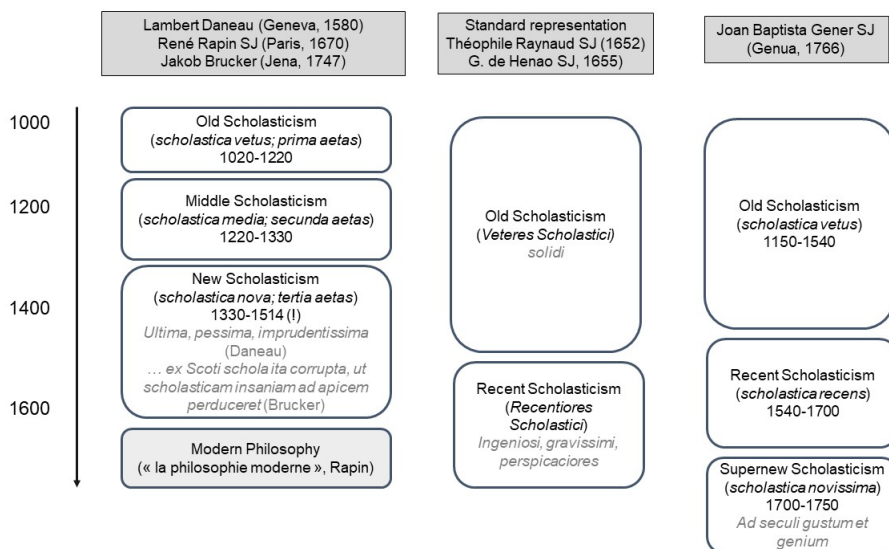 Lambert Daneau (Geneva, 1580)
René Rapin SJ (Paris, 1670)
Jakob Brucker (Jena, 1747)
Standard representation
Théophile Raynaud SJ (1652)
G. de Henao SJ, 1655)
Joan Baptista Gener SJ
(Genua, 1766)
1000
1200
1400
1600
Old Scholasticism
(scholastica vetus; prima aetas)
1020-1220
Middle Scholasticism
(scholastica media; secunda aetas)
1220-1330
New Scholasticism
(scholastica nova; tertia aetas)
1330-1514 (!)
Ultima, pessima, imprudentissima
(Daneau)
… ex Scoti schola ita corrupta, ut
scholasticam insaniam ad apicem
perduceret (Brucker)
Modern Philosophy
(« la philosophie moderne », Rapin)
Old Scholasticism
(Veteres Scholastici)
solidi
Recent Scholasticism
(Recentiores
Scholastici)
Ingeniosi, gravissimi,
perspicaciores
Old Scholasticism
(scholastica vetus)
1150-1540
Recent Scholasticism
(scholastica recens)
1540-1700
Supernew Scholasticism
(scholastica novissima)
1700-1750
Ad seculi gustum et
genium